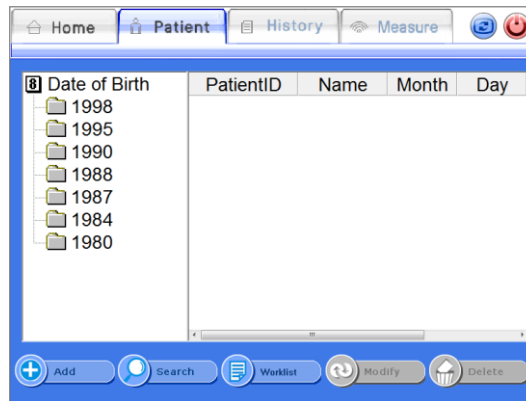 Home Patient History Measure
8 Date of Birth
PatientID Name Month Day
1998
1995
1990
1988
1987
1984
1980
Add Search Worklist Modify Delete